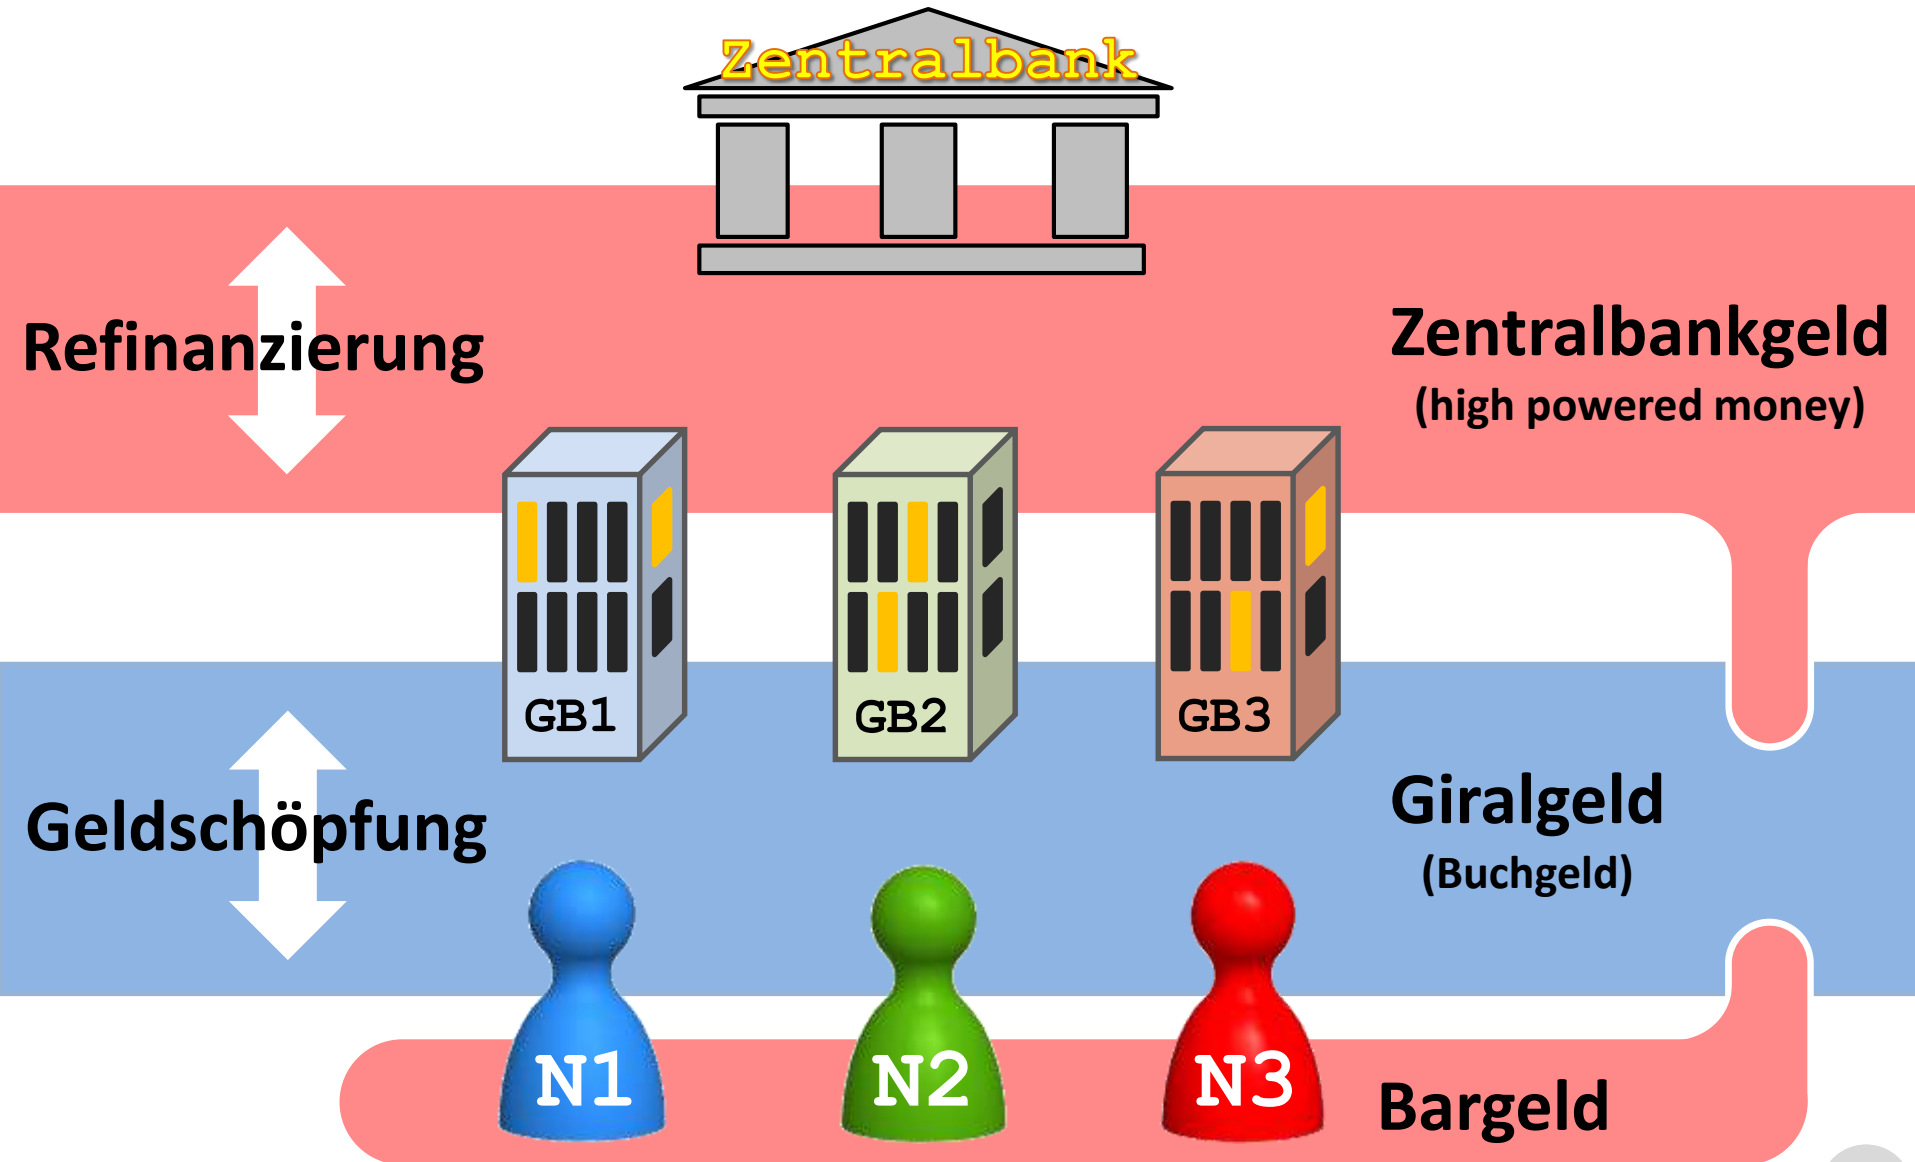 Zentralbank
Refinanzierung
Zentralbankgeld
(high powered money)
GB1
GB2
GB3
Geldschöpfung
Giralgeld
(Buchgeld)
N1
N2
N3
Bargeld